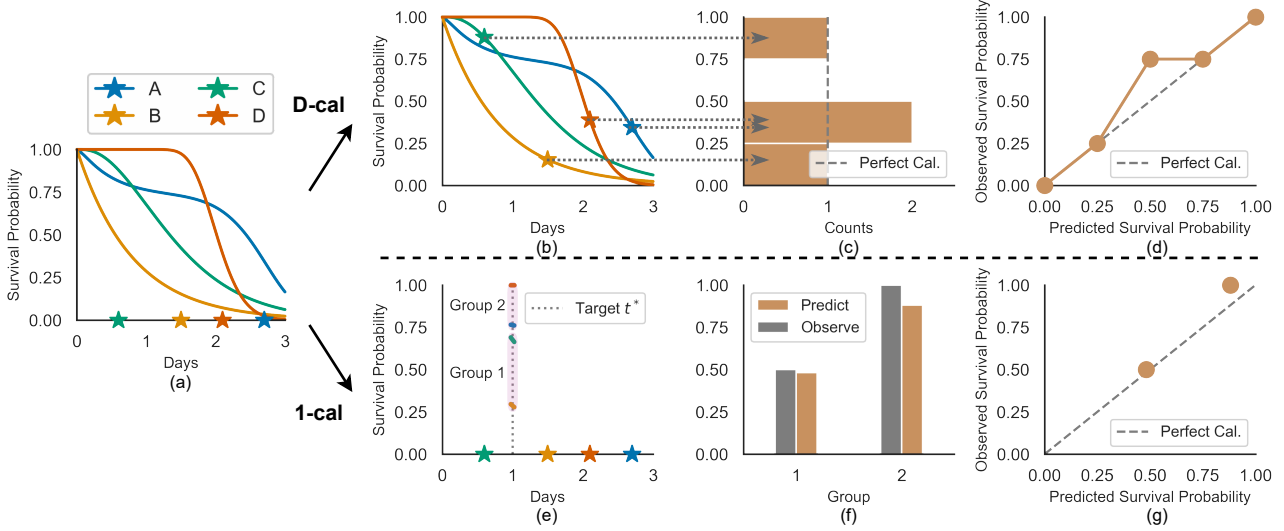 A
C
B
D
D-cal
1-cal
Survival Probability
1.00
0.75
0.50
0.25
0.00
0
1
2
3
Days
(a)
Survival Probability
1.00
0.75
0.50
0.25
0.00
0
1
2
3
Days
(b)
1.00
0.75
0.50
0.25
0.00
Perfect Cal.
0
1
2
Counts
(c)
Observed Survival Probability
1.00
0.75
0.50
0.25
0.00
Perfect Cal.
0.00
0.25
0.50
0.75
1.00
Predicted Survival Probability
(d)
Survival Probability
1.00
0.75
0.50
0.25
0.00
Group 2
Group 1
Target t*
0
1
2
3
Days
(e)
1.00
0.75
0.50
0.25
0.00
Predict
Observe
1
2
Group
(f)
Observed Survival Probability
1.00
0.75
0.50
0.25
0.00
Perfect Cal.
0.00
0.25
0.50
0.75
1.00
Predicted Survival Probability
(g)